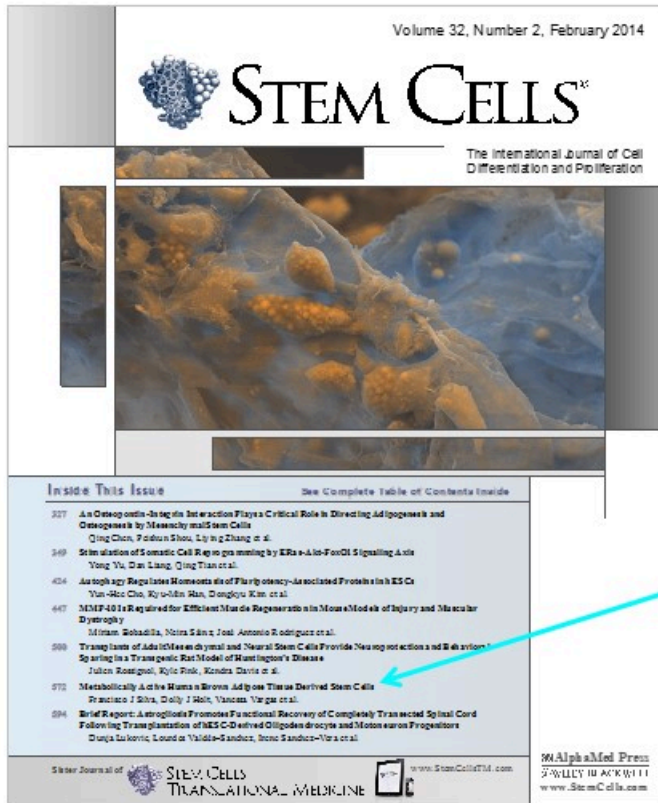 Volume 32, Number 2, February 2014
STEM CELLS®
The International Journal of Cell
Differentiation and Proliferation
Inside This Issue See Complete Table of Contents Inside
327 An Osteopontin-Integrin Interaction Plays a Critical Role in Directing Adipogenesis and
Osteogenesis by Mesenchymal Stem Cells
Qing Chen, Peishun Shou, Liying Zhang et al.
349 Stimulation of Somatic Cell Reprogramming by ERas-Akt-FoxO1 Signaling Axis
Yong Yu, Dan Liang, Qing Tian et al.
424 Autophagy Regulates Homeostasis of Pluripotency-Associated Proteins in hESCs
Yun-Hee Cho, Kyu-Min Han, Dongkyu Kim et al.
447 MMP-10 Is Required for Efficient Muscle Regeneration in Mouse Models of Injury and Muscular
Dystrophy
Miriam Bobadilla, Neira Sáinz, José Antonio Rodriguez et al.
500 Transplants of Adult Mesenchymal and Neural Stem Cells Provide Neuroprotection and Behavioral
Sparing in a Transgenic Rat Model of Huntington's Disease
Julien Rossignol, Kyle Fink, Kendra Davis et al.
572 Metabolically Active Human Brown Adipose Tissue Derived Stem Cells
Francisco J Silva, Dolly J Holt, Vanessa Vargas et al.
594 Brief Report: Astrogliosis Promotes Functional Recovery of Completely Transected Spinal Cord
Following Transplantation of hESC-Derived Oligodendrocyte and Motoneuron Progenitors
Dunja Lukovic, Lourdes Valdés-Sanchez, Irene Sanchez-Vera et al.
Sister Journal of STEM CELLS
TRANSLATIONAL MEDICINE
www.StemCellsTM.com
AlphaMed Press
WILEY BLACKWELL
www.StemCells.com